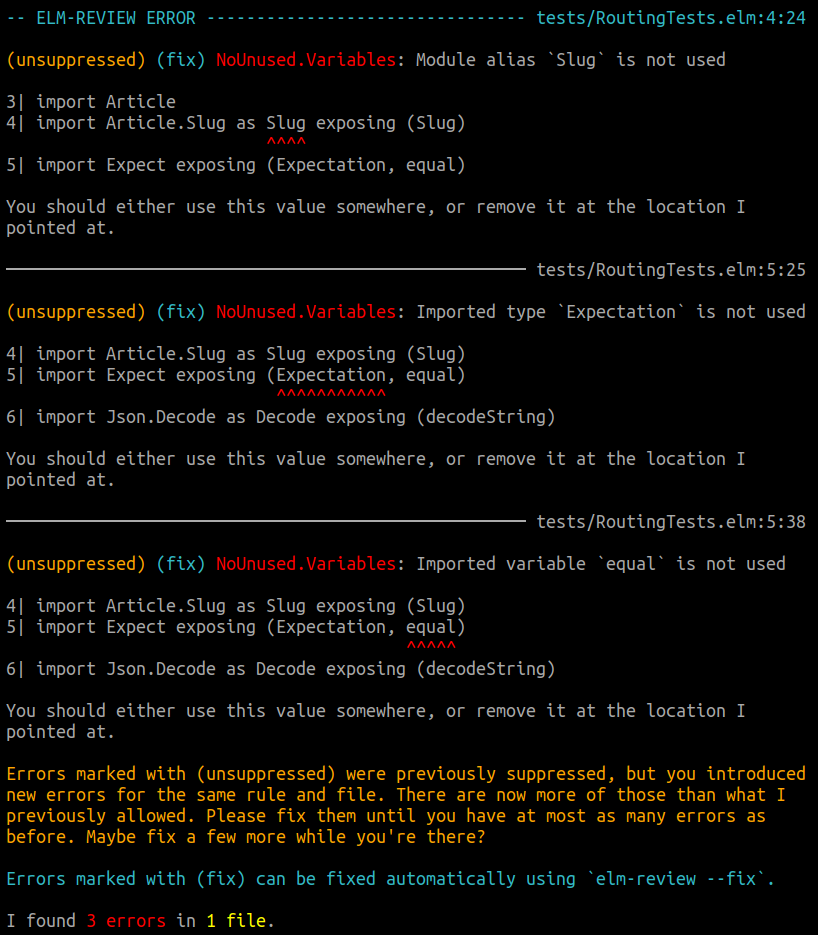 -- ELM-REVIEW ERROR -------------------------------- tests/RoutingTests.elm:4:24
(unsuppressed) (fix) NoUnused.Variables: Module alias `Slug` is not used
3| import Article
4| import Article.Slug as Slug exposing (Slug)
^^^^
5| import Expect exposing (Expectation, equal)
You should either use this value somewhere, or remove it at the location I
pointed at.
──────────────────────────────────────────────────── tests/RoutingTests.elm:5:25
(unsuppressed) (fix) NoUnused.Variables: Imported type `Expectation` is not used
4| import Article.Slug as Slug exposing (Slug)
5| import Expect exposing (Expectation, equal)
^^^^^^^^^^^
6| import Json.Decode as Decode exposing (decodeString)
You should either use this value somewhere, or remove it at the location I
pointed at.
──────────────────────────────────────────────────── tests/RoutingTests.elm:5:38
(unsuppressed) (fix) NoUnused.Variables: Imported variable `equal` is not used
4| import Article.Slug as Slug exposing (Slug)
5| import Expect exposing (Expectation, equal)
^^^^^
6| import Json.Decode as Decode exposing (decodeString)
You should either use this value somewhere, or remove it at the location I
pointed at.
Errors marked with (unsuppressed) were previously suppressed, but you introduced
new errors for the same rule and file. There are now more of those than what I
previously allowed. Please fix them until you have at most as many errors as
before. Maybe fix a few more while you're there?
Errors marked with (fix) can be fixed automatically using `elm-review --fix`.
I found 3 errors in 1 file.